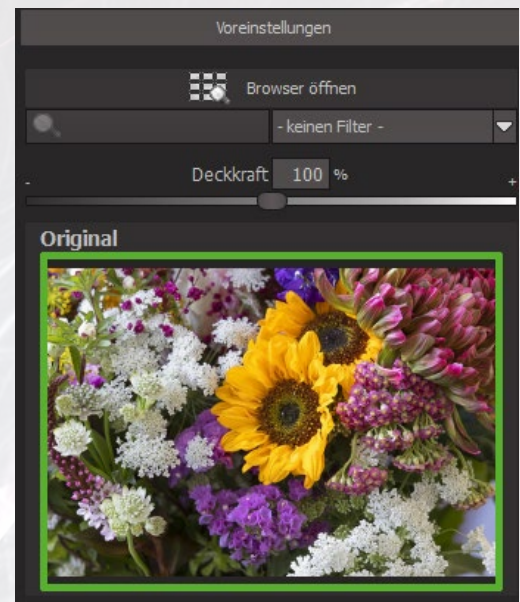 Voreinstellungen
Browser öffnen
- keinen Filter -
Deckkraft 100 %
- +
Original